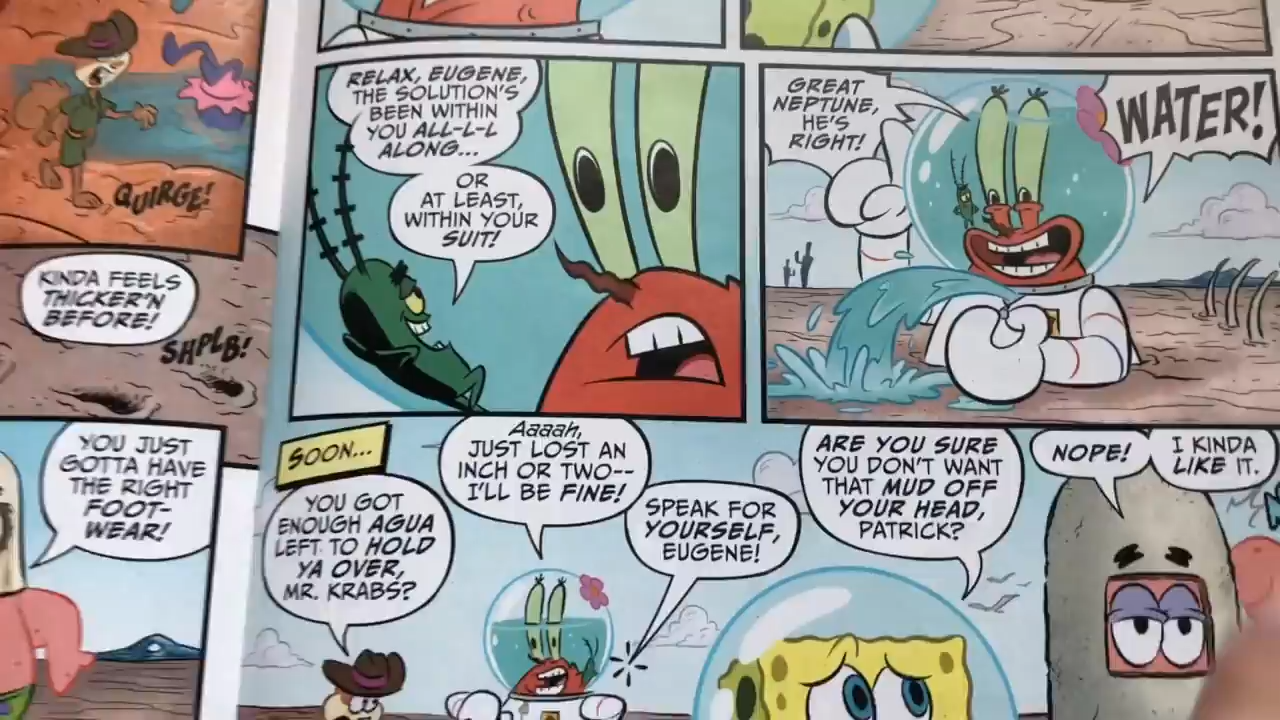 QUIRGE!
KINDA FEELS
THICKER'N
BEFORE!
SHPLB!
YOU JUST
GOTTA HAVE
THE RIGHT
FOOT-
WEAR!
RELAX, EUGENE,
THE SOLUTION'S
BEEN WITHIN
YOU ALL-L-L
ALONG...
OR
AT LEAST,
WITHIN YOUR
SUIT!
GREAT
NEPTUNE,
HE'S
RIGHT!
WATER!
SOON...
YOU GOT
ENOUGH AGUA
LEFT TO HOLD
YA OVER,
MR. KRABS?
Aaaah,
JUST LOST AN
INCH OR TWO--
I'LL BE FINE!
SPEAK FOR
YOURSELF,
EUGENE!
ARE YOU SURE
YOU DON'T WANT
THAT MUD OFF
YOUR HEAD,
PATRICK?
NOPE!
I KINDA
LIKE IT.